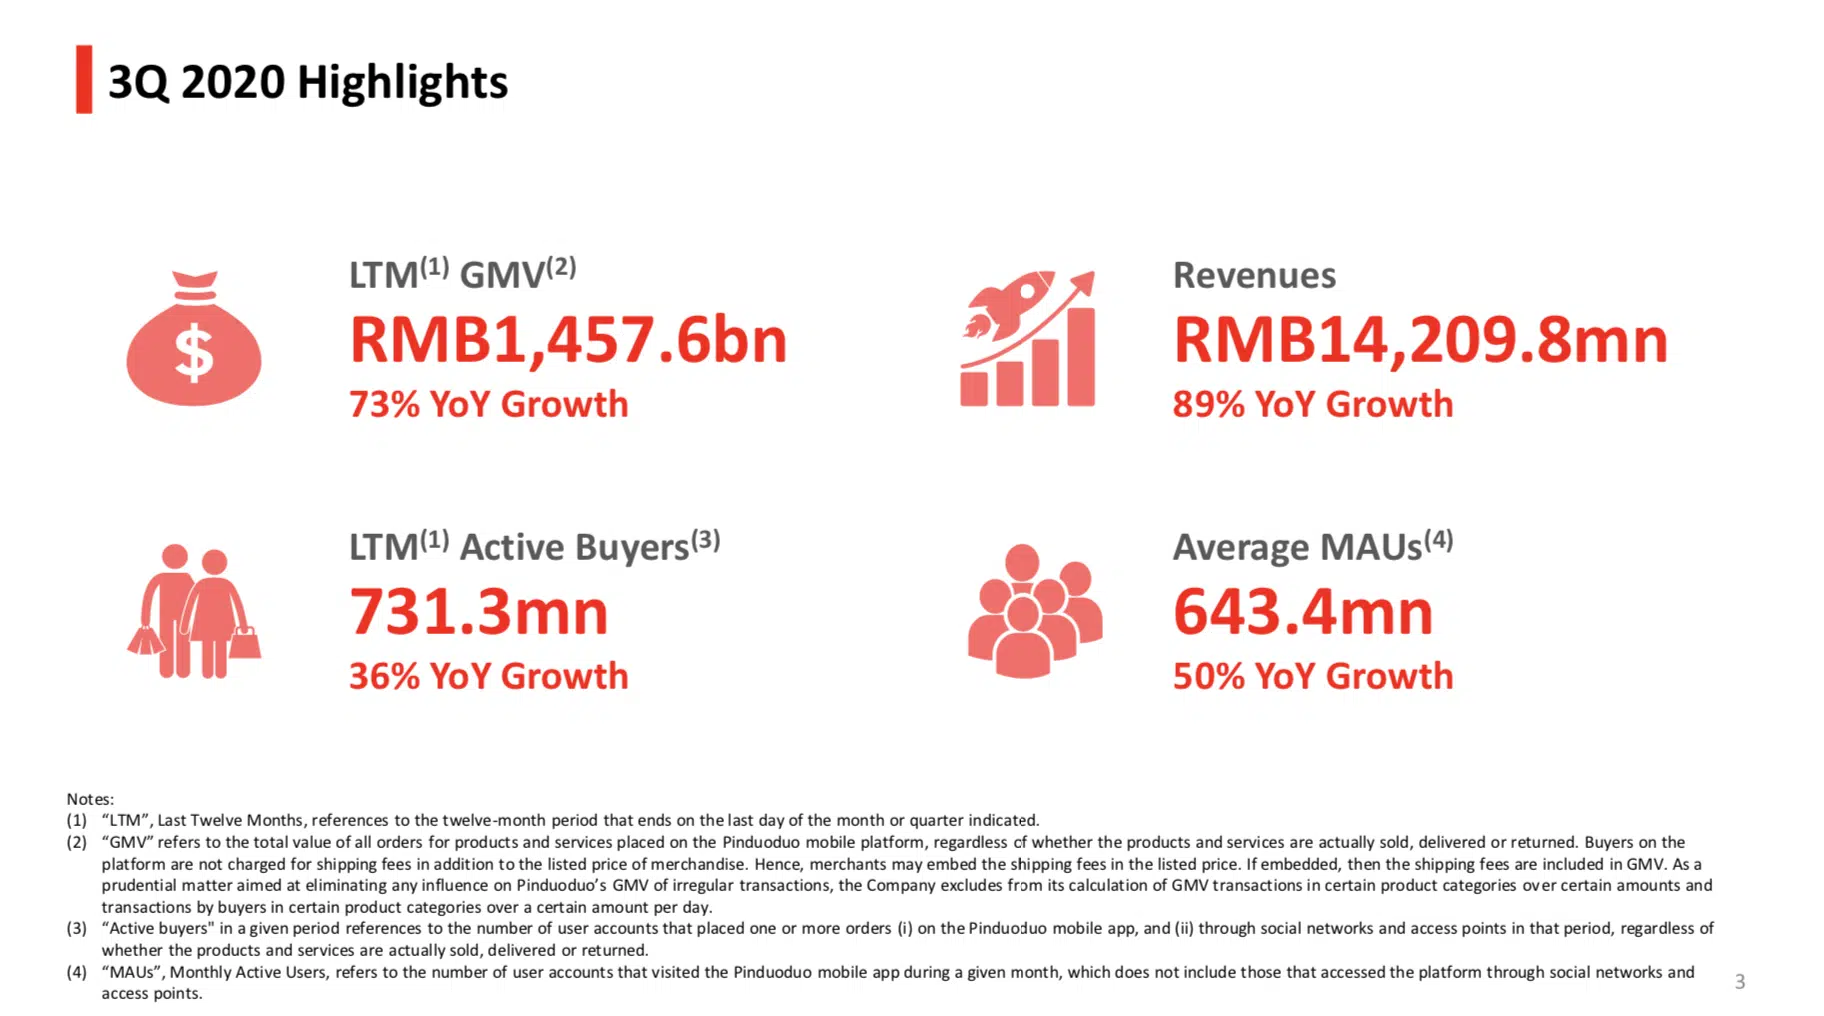 3Q 2020 Highlights
LTM(1) GMV(2)
RMB1,457.6bn
73% YoY Growth
Revenues
RMB14,209.8mn
89% YoY Growth
LTM(1) Active Buyers(3)
731.3mn
36% YoY Growth
Average MAUs(4)
643.4mn
50% YoY Growth
$
Notes:
(1) “LTM”, Last Twelve Months, references to the twelve-month period that ends on the last day of the month or quarter indicated.
(2) “GMV” refers to the total value of all orders for products and services placed on the Pinduoduo mobile platform, regardless of whether the products and services are actually sold, delivered or returned. Buyers on the
platform are not charged for shipping fees in addition to the listed price of merchandise. Hence, merchants may embed the shipping fees in the listed price. If embedded, then the shipping fees are included in GMV. As a
prudential matter aimed at eliminating any influence on Pinduoduo’s GMV of irregular transactions, the Company excludes from its calculation of GMV transactions in certain product categories over certain amounts and
transactions by buyers in certain product categories over a certain amount per day.
(3) “Active buyers" in a given period references to the number of user accounts that placed one or more orders (i) on the Pinduoduo mobile app, and (ii) through social networks and access points in that period, regardless of
whether the products and services are actually sold, delivered or returned.
(4) “MAUs”, Monthly Active Users, refers to the number of user accounts that visited the Pinduoduo mobile app during a given month, which does not include those that accessed the platform through social networks and
access points.
3